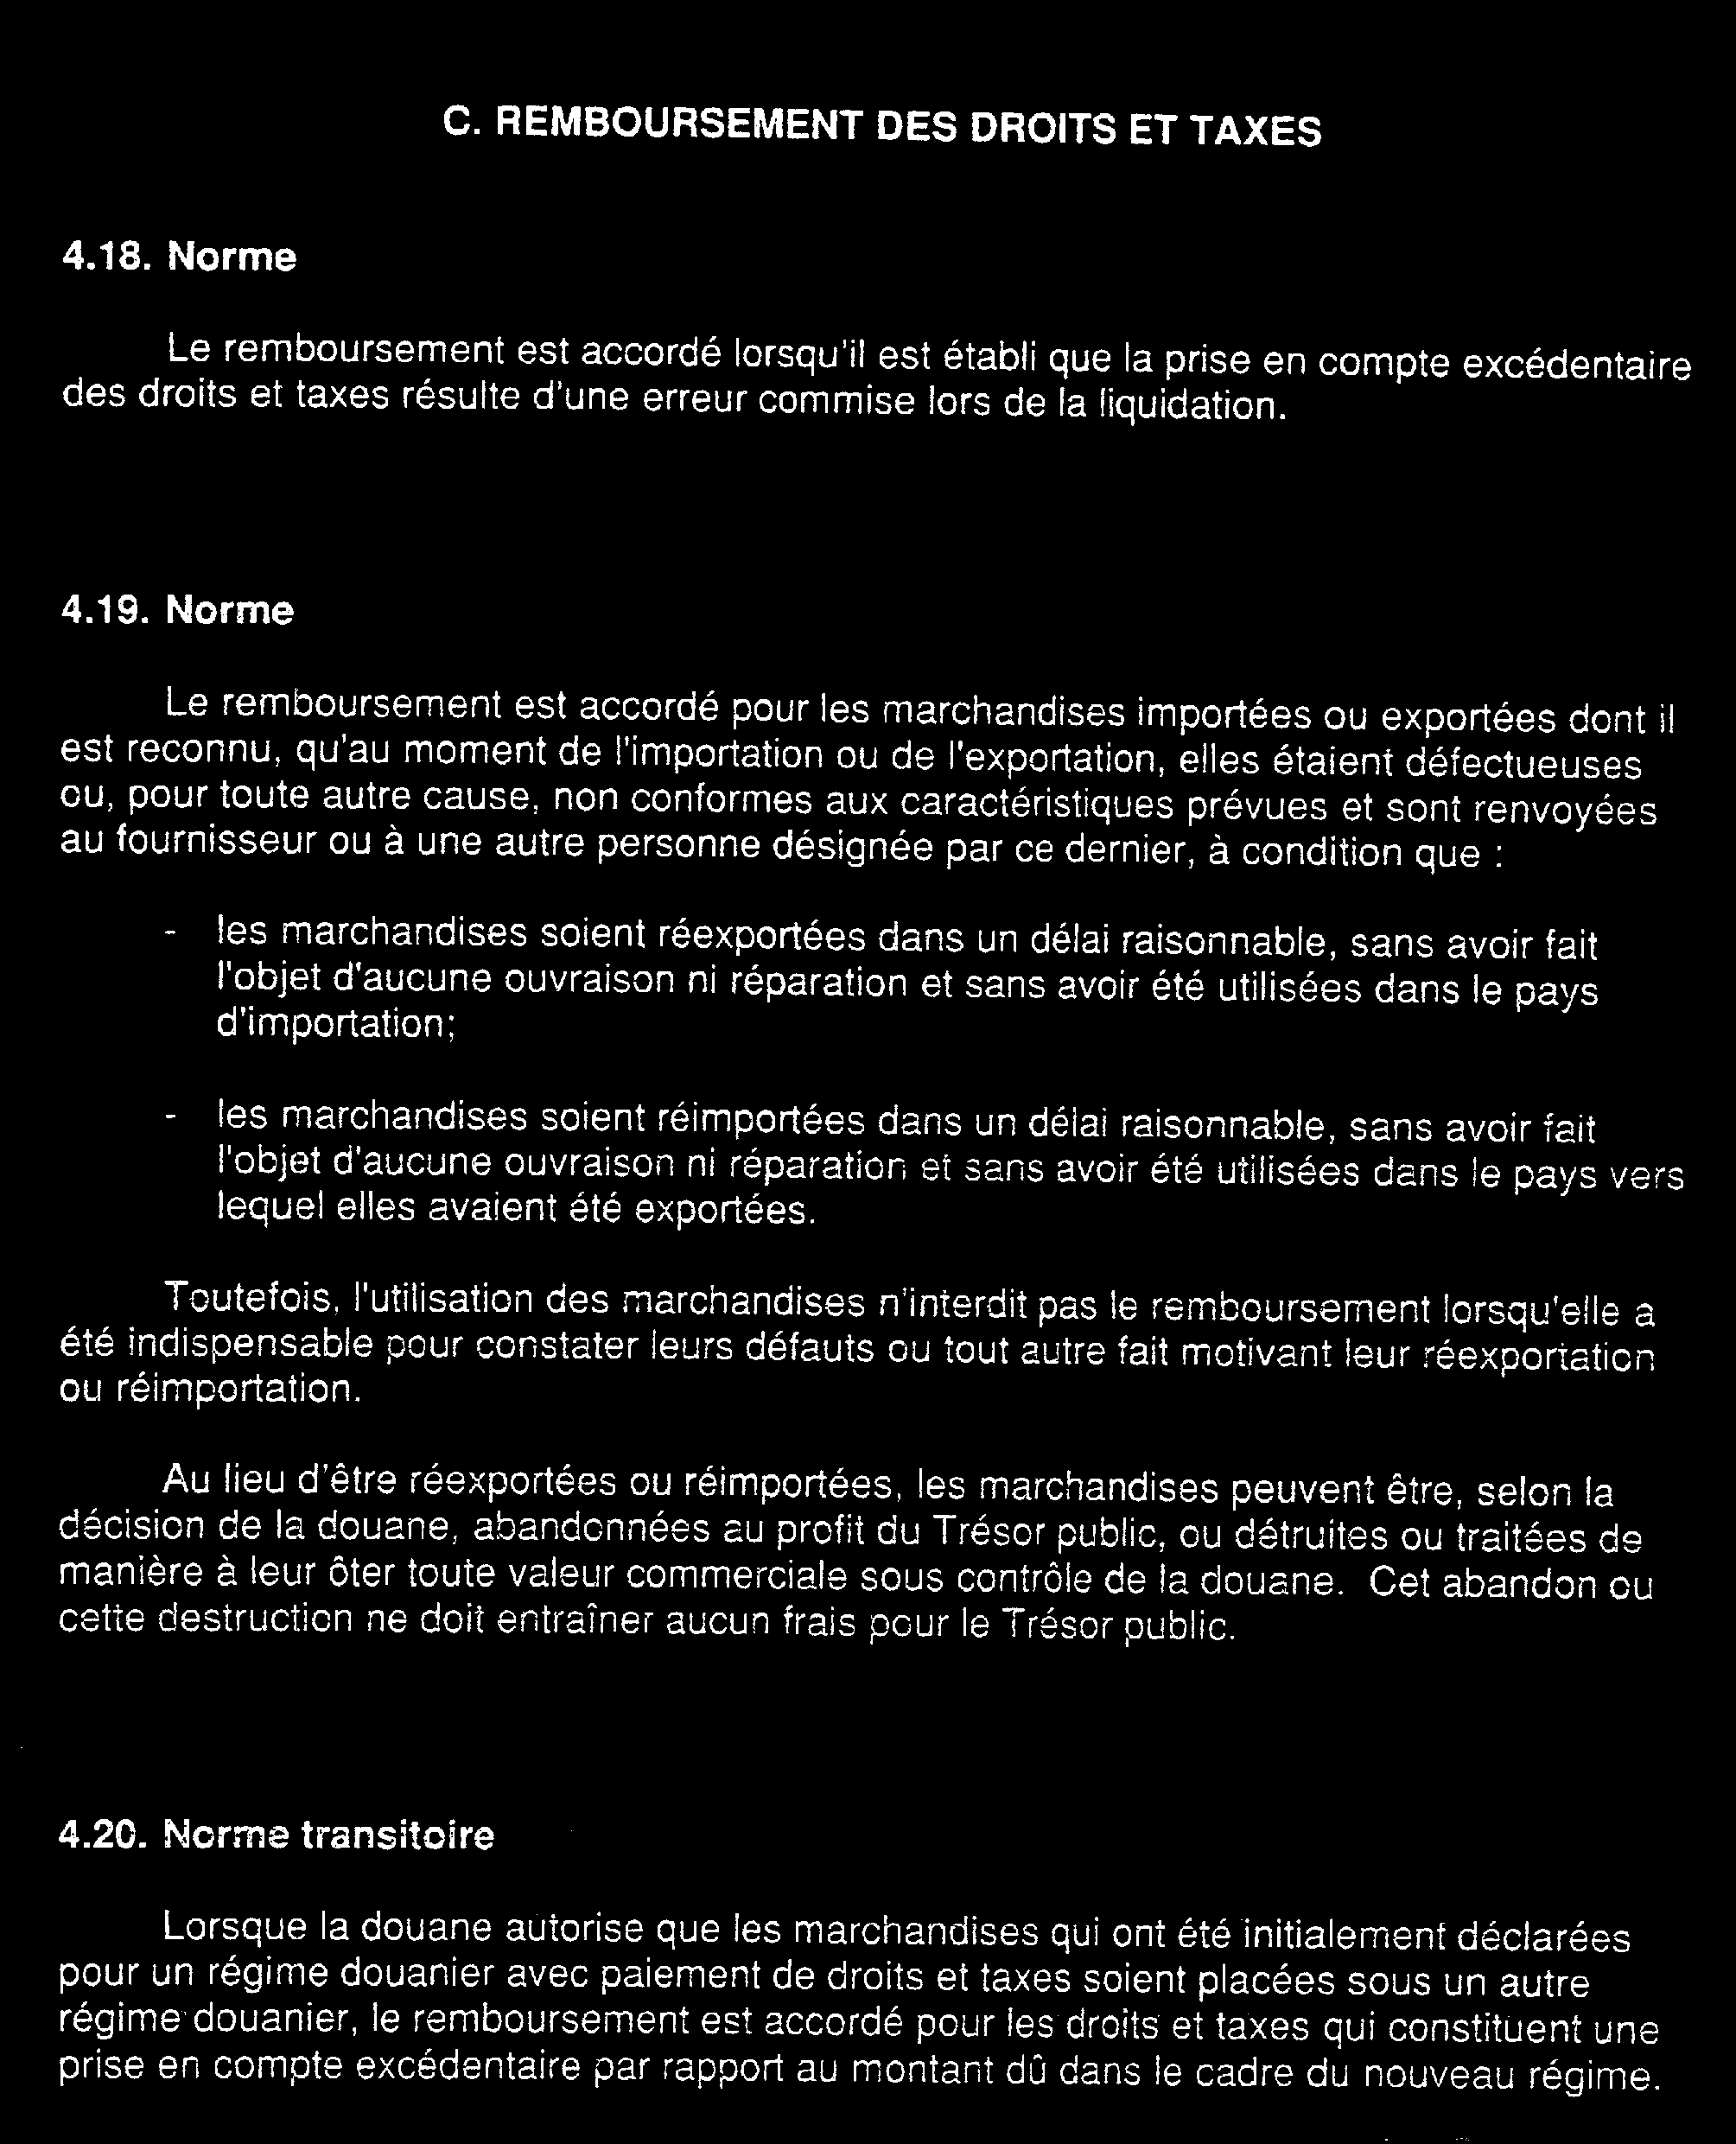 C. REMBOURSEMENT DES DROITS ET TAXES
4.18. Norme
Le remboursement est accordé lorsqu'il est établi que la prise en compte excédentaire
des droits et taxes résulte d'une erreur commise lors de la liquidation.
4.19. Norme
Le remboursement est accordé pour les marchandises importées ou exportées dont il
est reconnu, qu'au moment de l'importation ou de l'exportation, elles étaient défectueuses
ou, pour toute autre cause, non conformes aux caractéristiques prévues et sont renvoyées
au fournisseur ou à une autre personne désignée par ce dernier, à condition que :
- les marchandises soient réexportées dans un délai raisonnable, sans avoir fait
l'objet d'aucune ouvraison ni réparation et sans avoir été utilisées dans le pays
d'importation;
- les marchandises soient réimportées dans un délai raisonnable, sans avoir fait
l'objet d'aucune ouvraison ni réparation et sans avoir été utilisées dans le pays vers
lequel elles avaient été exportées.
Toutefois, l'utilisation des marchandises n'interdit pas le remboursement lorsqu'elle a
été indispensable pour constater leurs défauts ou tout autre fait motivant leur réexportation
ou réimportation.
Au lieu d'être réexportées ou réimportées, les marchandises peuvent être, selon la
décision de la douane, abandonnées au profit du Trésor public, ou détruites ou traitées de
manière à leur ôter toute valeur commerciale sous contrôle de la douane. Cet abandon ou
cette destruction ne doit entraîner aucun frais pour le Trésor public.
4.20. Norme transitoire
Lorsque la douane autorise que les marchandises qui ont été initialement déclarées
pour un régime douanier avec paiement de droits et taxes soient placées sous un autre
régime douanier, le remboursement est accordé pour les droits et taxes qui constituent une
prise en compte excédentaire par rapport au montant dû dans le cadre du nouveau régime.